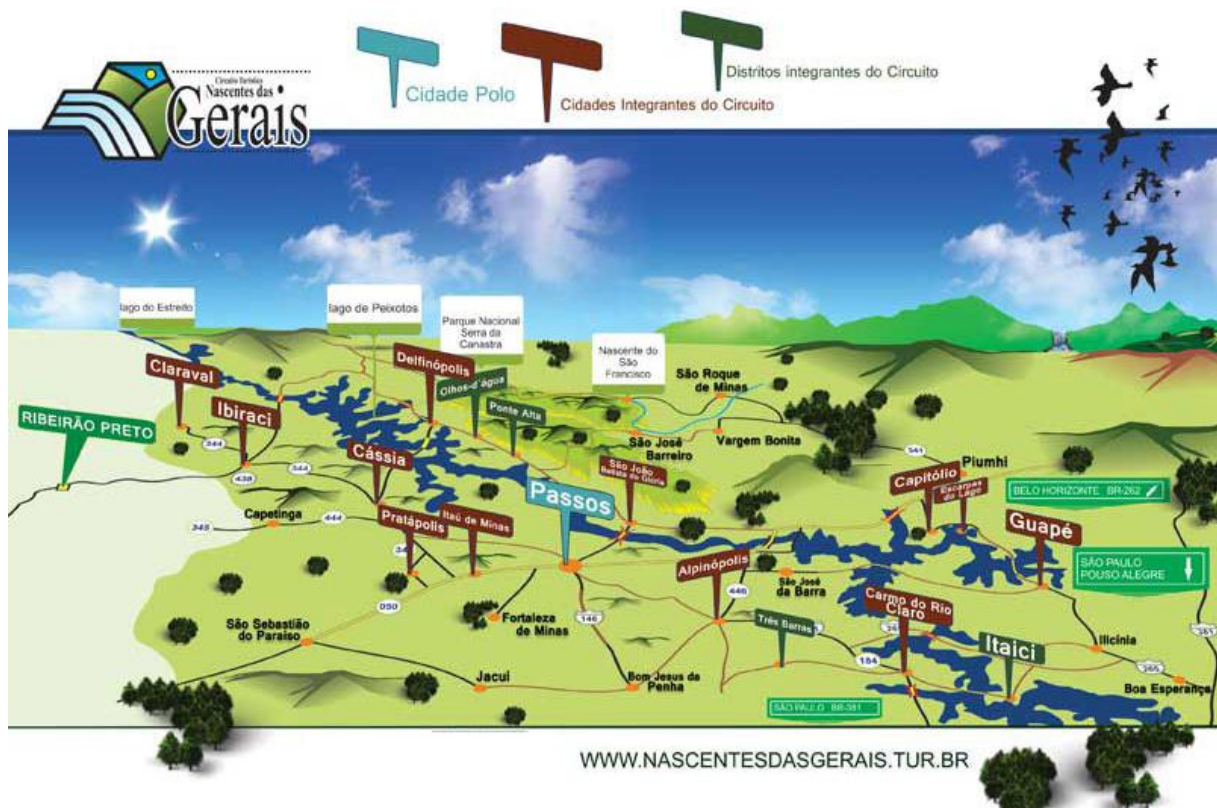 Circuito Turístico
Nascentes das
Gerais
Cidade Polo
Cidades Integrantes do Circuito
Distritos integrantes do Circuito
lago do Estreito
lago de Peixotos
Parque Nacional
Serra da
Canastra
Nascente do
São
Francisco
Claraval
Ibiraci
RIBEIRÃO PRETO
Delfinópolis
Olhos-d'água
Ponte Alta
São Roque
de Minas
São José
Barreiro
Vargem Bonita
344
438
344
Cássia
São João
Batista do Glória
Capitólio
341
Piumhi
Escarpas
do Lago
BELO HORIZONTE BR-262
Passos
Guapé
Capetinga
444
345
Pratápolis
Itaú de Minas
Alpinópolis
São José
da Barra
446
SÃO PAULO
POUSO ALEGRE
050
Fortaleza
de Minas
146
Carmo do Rio
Claro
Três Barras
São Sebastião
do Paraíso
184
Itaici
Ilicínia
265
Boa Esperança
Jacui
Bom Jesus da
Penha
SÃO PAULO BR-381
WWW.NASCENTESDASGERAIS.TUR.BR